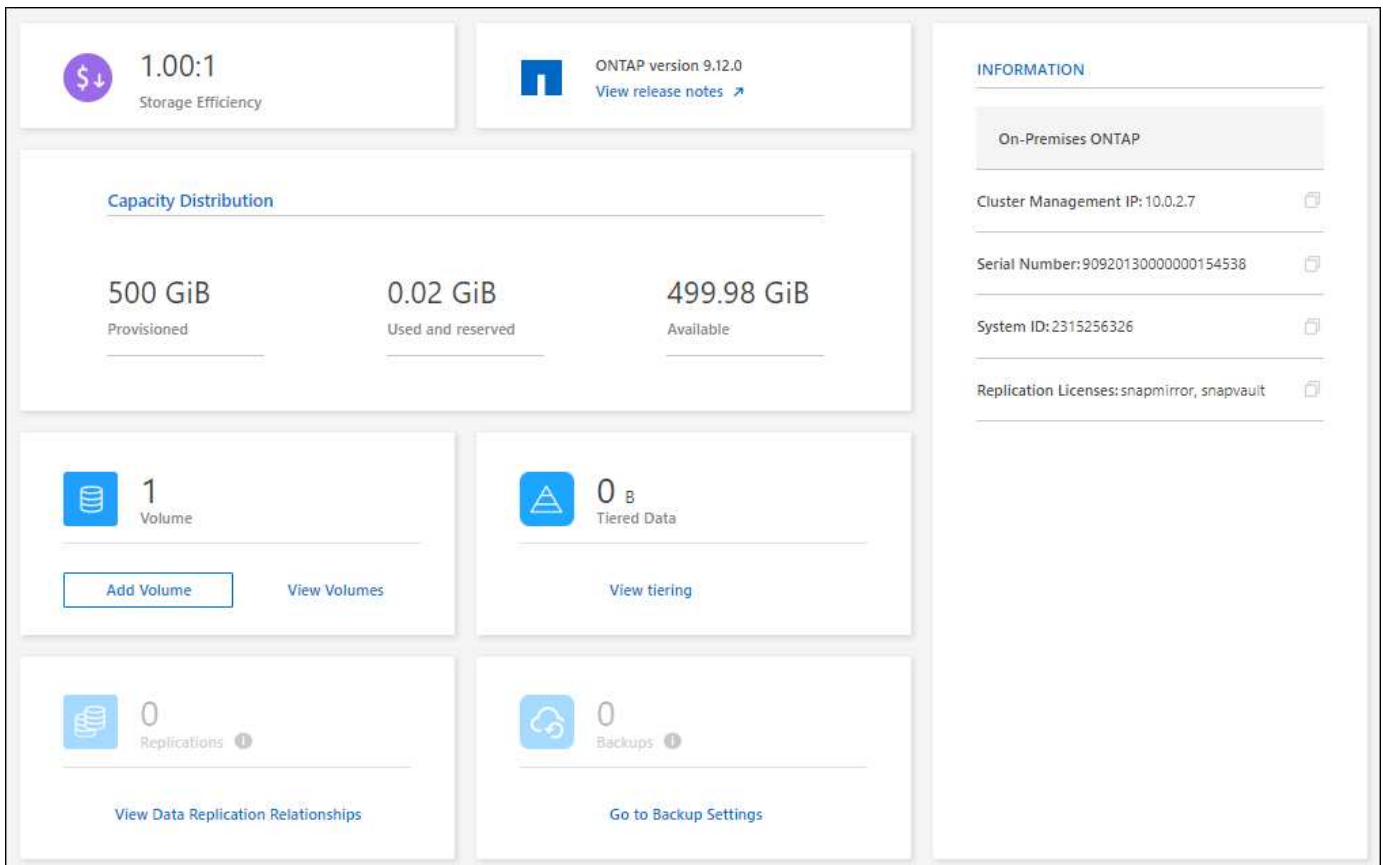 1.00:1
Storage Efficiency
ONTAP version 9.12.0
View release notes
Capacity Distribution
500 GiB
Provisioned
0.02 GiB
Used and reserved
499.98 GiB
Available
1
Volume
Add Volume
View Volumes
0 B
Tiered Data
View tiering
0
Replications
View Data Replication Relationships
0
Backups
Go to Backup Settings
INFORMATION
On-Premises ONTAP
Cluster Management IP: 10.0.2.7
Serial Number: 90920130000000154538
System ID: 2315256326
Replication Licenses: snapmirror, snapvault